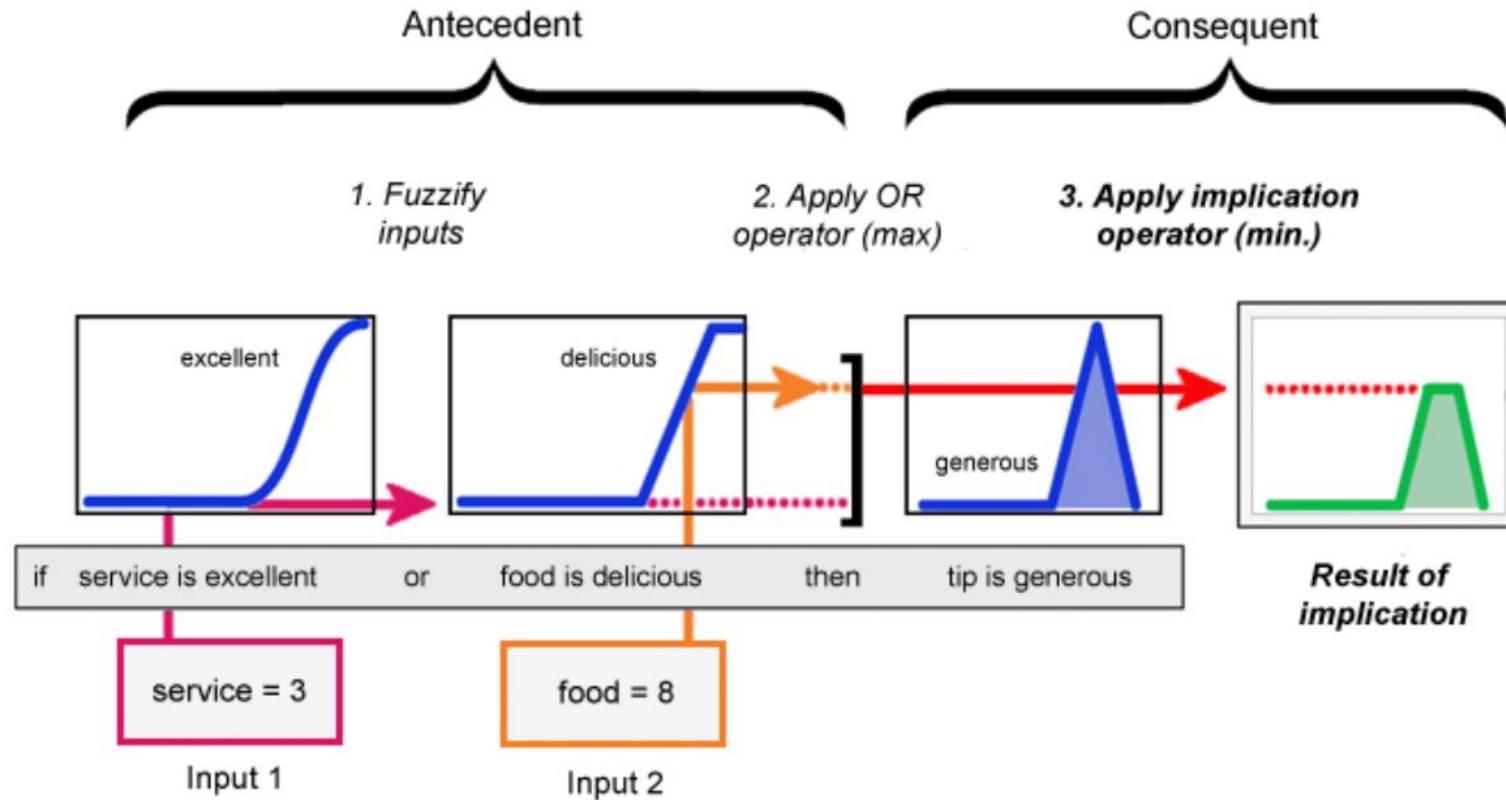 Antecedent
Consequent
1. Fuzzify
inputs
2. Apply OR
operator (max)
3. Apply implication
operator (min.)
excellent
delicious
generous
if service is excellent or food is delicious then tip is generous
Result of
implication
service = 3
food = 8
Input 1
Input 2